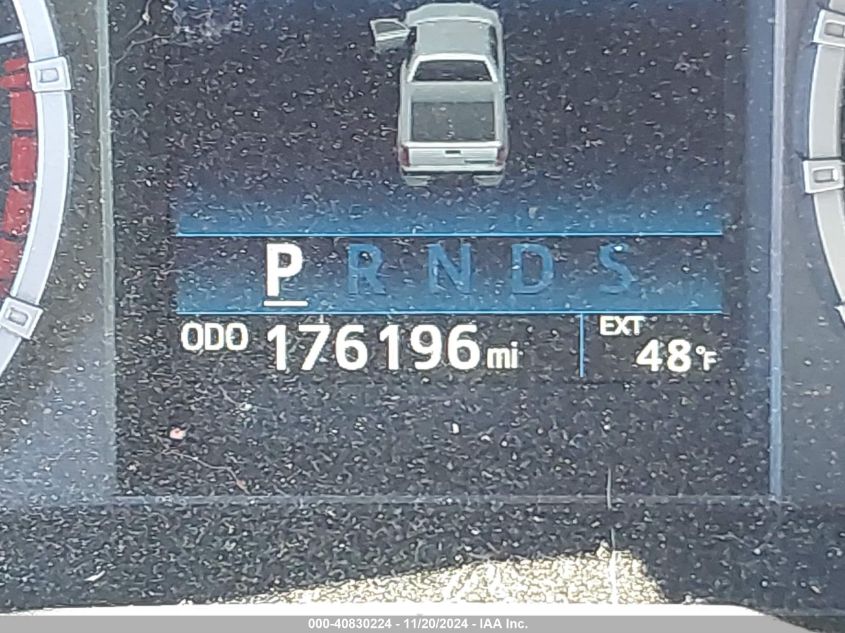 P R N D S
ODO 176196 mi
EXT
48°F
000-40830224 - 11/20/2024 - IAA Inc.